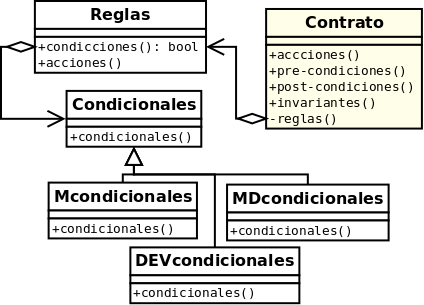 Reglas
+condicciones(): bool
+acciones()
Contrato
+accciones()
+pre-condiciones()
+post-condiciones()
+invariantes()
-reglas()
Condicionales
+condicionales()
Mcondicionales
+condicionales()
MDcondicionales
+condicionales()
DEVcondicionales
+condicionales()